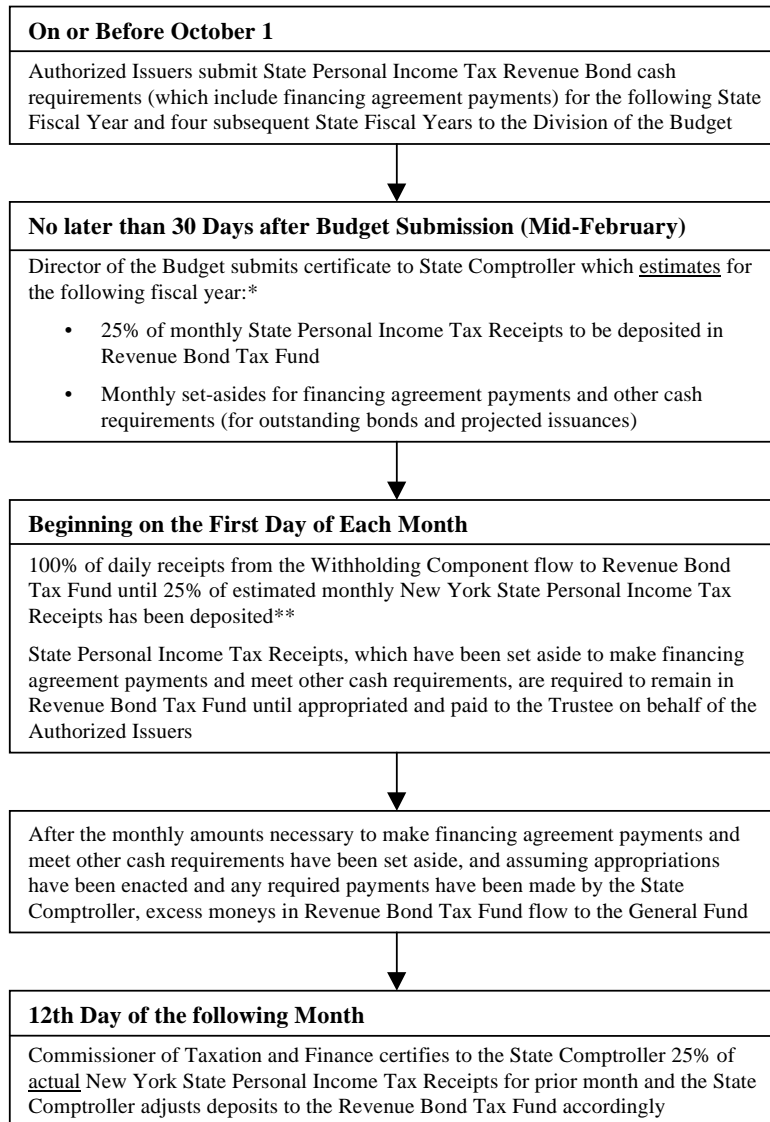 On or Before October 1
Authorized Issuers submit State Personal Income Tax Revenue Bond cash
requirements (which include financing agreement payments) for the following State
Fiscal Year and four subsequent State Fiscal Years to the Division of the Budget
No later than 30 Days after Budget Submission (Mid-February)
Director of the Budget submits certificate to State Comptroller which estimates for
the following fiscal year:*
• 25% of monthly State Personal Income Tax Receipts to be deposited in
Revenue Bond Tax Fund
• Monthly set-asides for financing agreement payments and other cash
requirements (for outstanding bonds and projected issuances)
Beginning on the First Day of Each Month
100% of daily receipts from the Withholding Component flow to Revenue Bond
Tax Fund until 25% of estimated monthly New York State Personal Income Tax
Receipts has been deposited**
State Personal Income Tax Receipts, which have been set aside to make financing
agreement payments and meet other cash requirements, are required to remain in
Revenue Bond Tax Fund until appropriated and paid to the Trustee on behalf of the
Authorized Issuers
After the monthly amounts necessary to make financing agreement payments and
meet other cash requirements have been set aside, and assuming appropriations
have been enacted and any required payments have been made by the State
Comptroller, excess moneys in Revenue Bond Tax Fund flow to the General Fund
12th Day of the following Month
Commissioner of Taxation and Finance certifies to the State Comptroller 25% of
actual New York State Personal Income Tax Receipts for prior month and the State
Comptroller adjusts deposits to the Revenue Bond Tax Fund accordingly